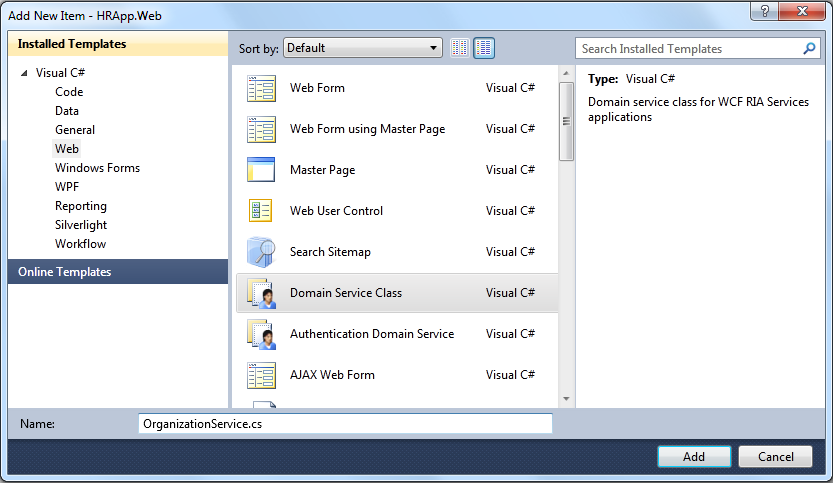 Add New Item - HRApp.Web
Installed Templates
Visual C#
Code
Data
General
Web
Windows Forms
WPF
Reporting
Silverlight
Workflow
Online Templates
Sort by: Default
Search Installed Templates
Web Form Visual C#
Web Form using Master Page Visual C#
Master Page Visual C#
Web User Control Visual C#
Search Sitemap Visual C#
Domain Service Class Visual C#
Authentication Domain Service Visual C#
AJAX Web Form Visual C#
Type: Visual C#
Domain service class for WCF RIA Services
applications
Name: OrganizationService.cs
Add Cancel